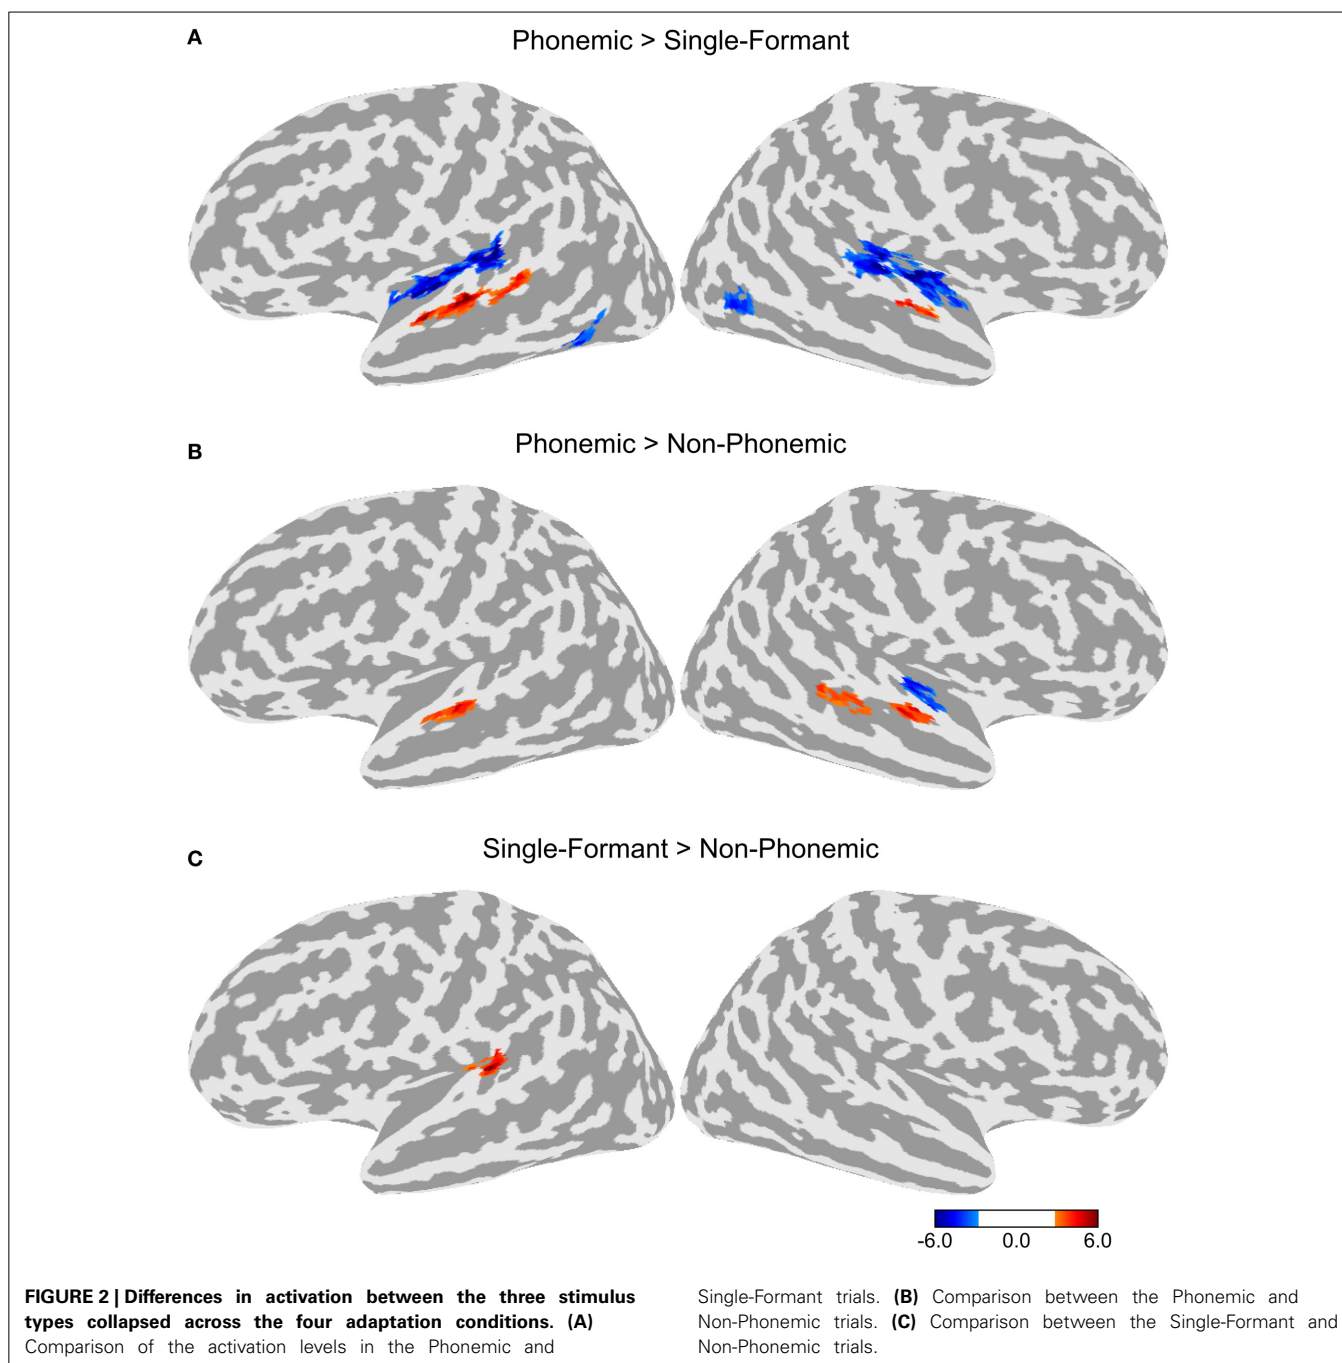 A
Phonemic > Single-Formant
B
Phonemic > Non-Phonemic
C
Single-Formant > Non-Phonemic
-6.0 0.0 6.0
FIGURE 2 | Differences in activation between the three stimulus
types collapsed across the four adaptation conditions. (A)
Comparison of the activation levels in the Phonemic and
Single-Formant trials. (B) Comparison between the Phonemic and
Non-Phonemic trials. (C) Comparison between the Single-Formant and
Non-Phonemic trials.